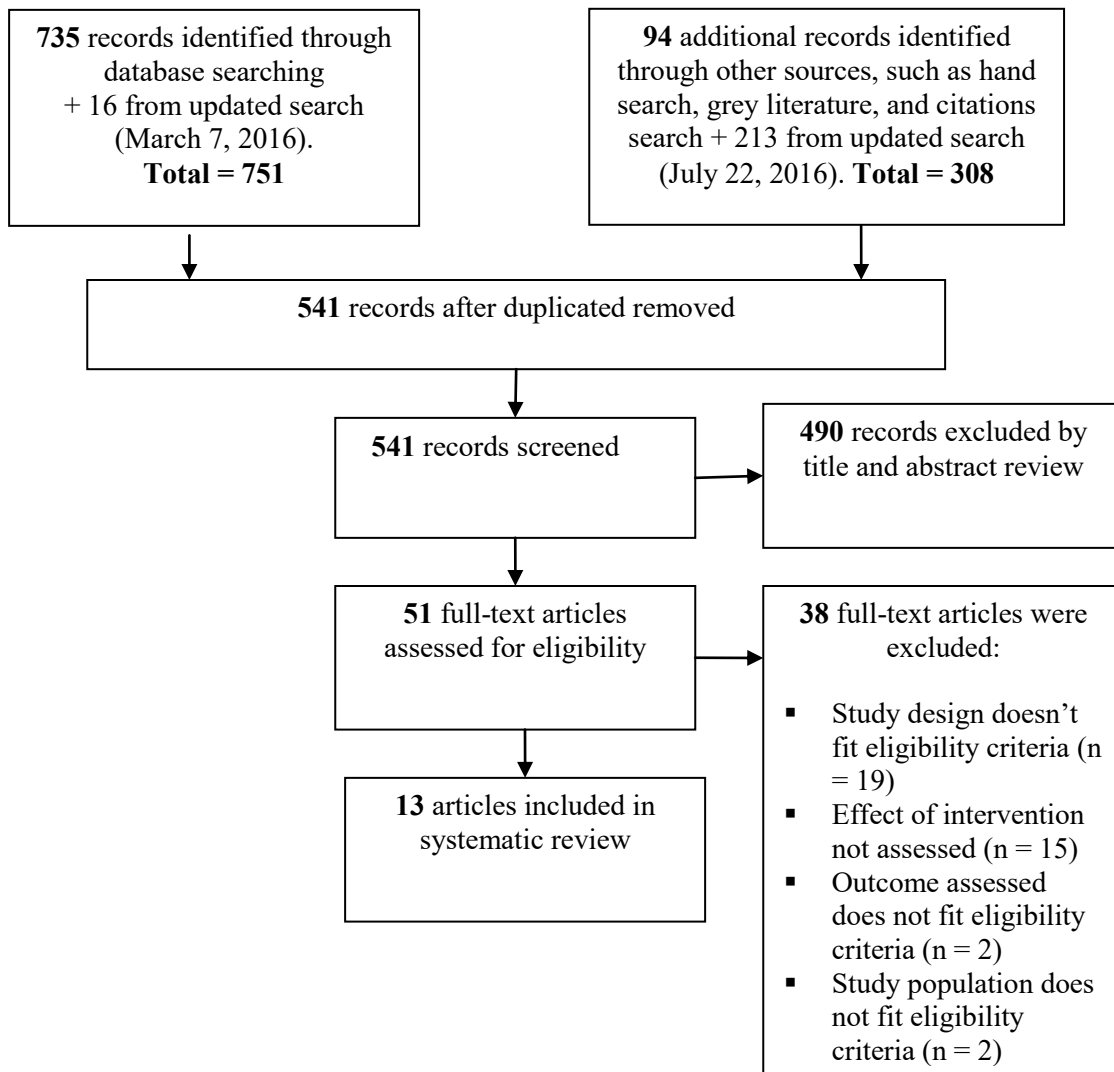 735 records identified through
database searching
+ 16 from updated search
(March 7, 2016).
Total = 751
94 additional records identified
through other sources, such as hand
search, grey literature, and citations
search + 213 from updated search
(July 22, 2016). Total = 308
541 records after duplicated removed
541 records screened
490 records excluded by
title and abstract review
51 full-text articles
assessed for eligibility
38 full-text articles were
excluded:
▪ Study design doesn’t
fit eligibility criteria (n
= 19)
▪ Effect of intervention
not assessed (n = 15)
▪ Outcome assessed
does not fit eligibility
criteria (n = 2)
▪ Study population does
not fit eligibility
criteria (n = 2)
13 articles included in
systematic review